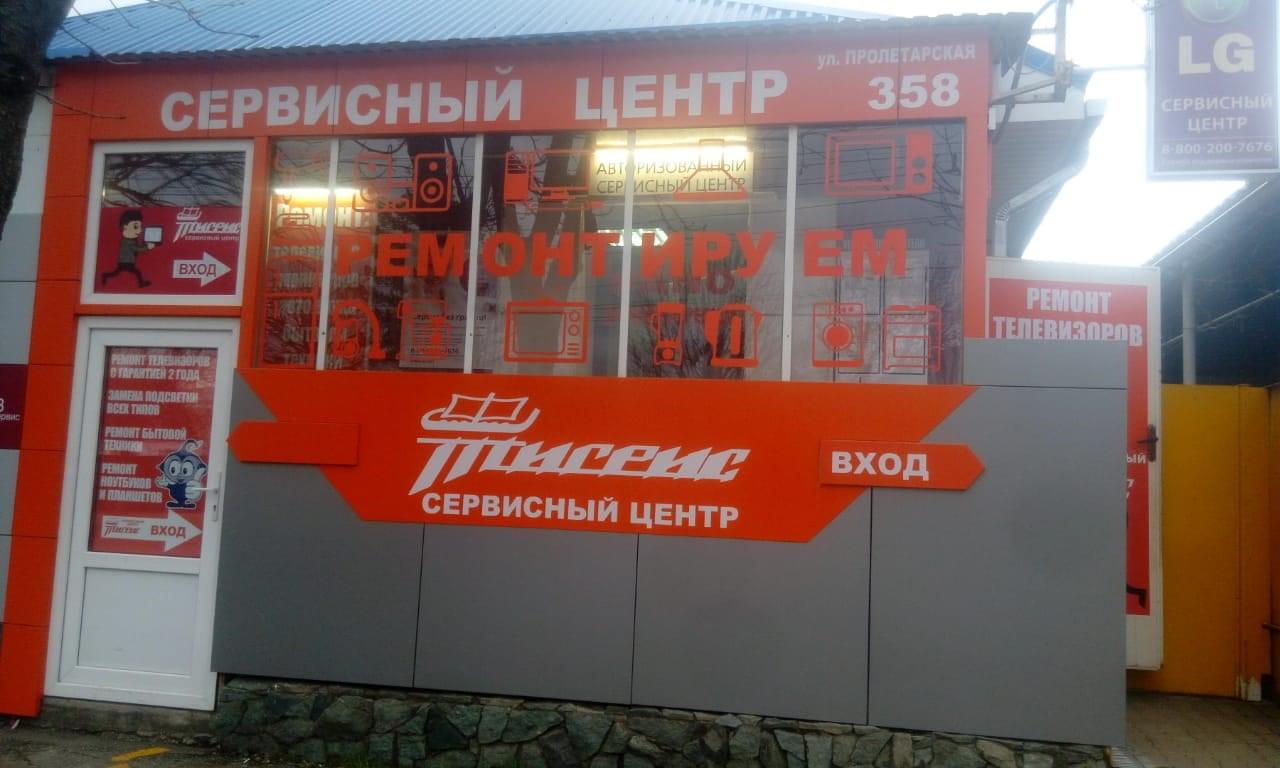 СЕРВИСНЫЙ ЦЕНТР
ул. ПРОЛЕТАРСКАЯ
358
LG
СЕРВИСНЫЙ
ЦЕНТР
8-800-200-7676
АВТОРИЗОВАННЫЙ
СЕРВИСНЫЙ ЦЕНТР
Тисеис
сервисный центр
ВХОД
РЕМОНТ
РЕМОНТИРУЕМ
РЕМОНТ
ТЕЛЕВИЗОРОВ
РЕМОНТ ТЕЛЕВИЗОРОВ
С ГАРАНТИЕЙ 2 ГОДА
ЗАМЕНА ПОДСВЕТКИ
ВСЕХ ТИПОВ
РЕМОНТ БЫТОВОЙ
ТЕХНИКИ
РЕМОНТ
НОУТБУКОВ
И ПЛАНШЕТОВ
Тисеис
ВХОД
Тисеис
СЕРВИСНЫЙ ЦЕНТР
ВХОД